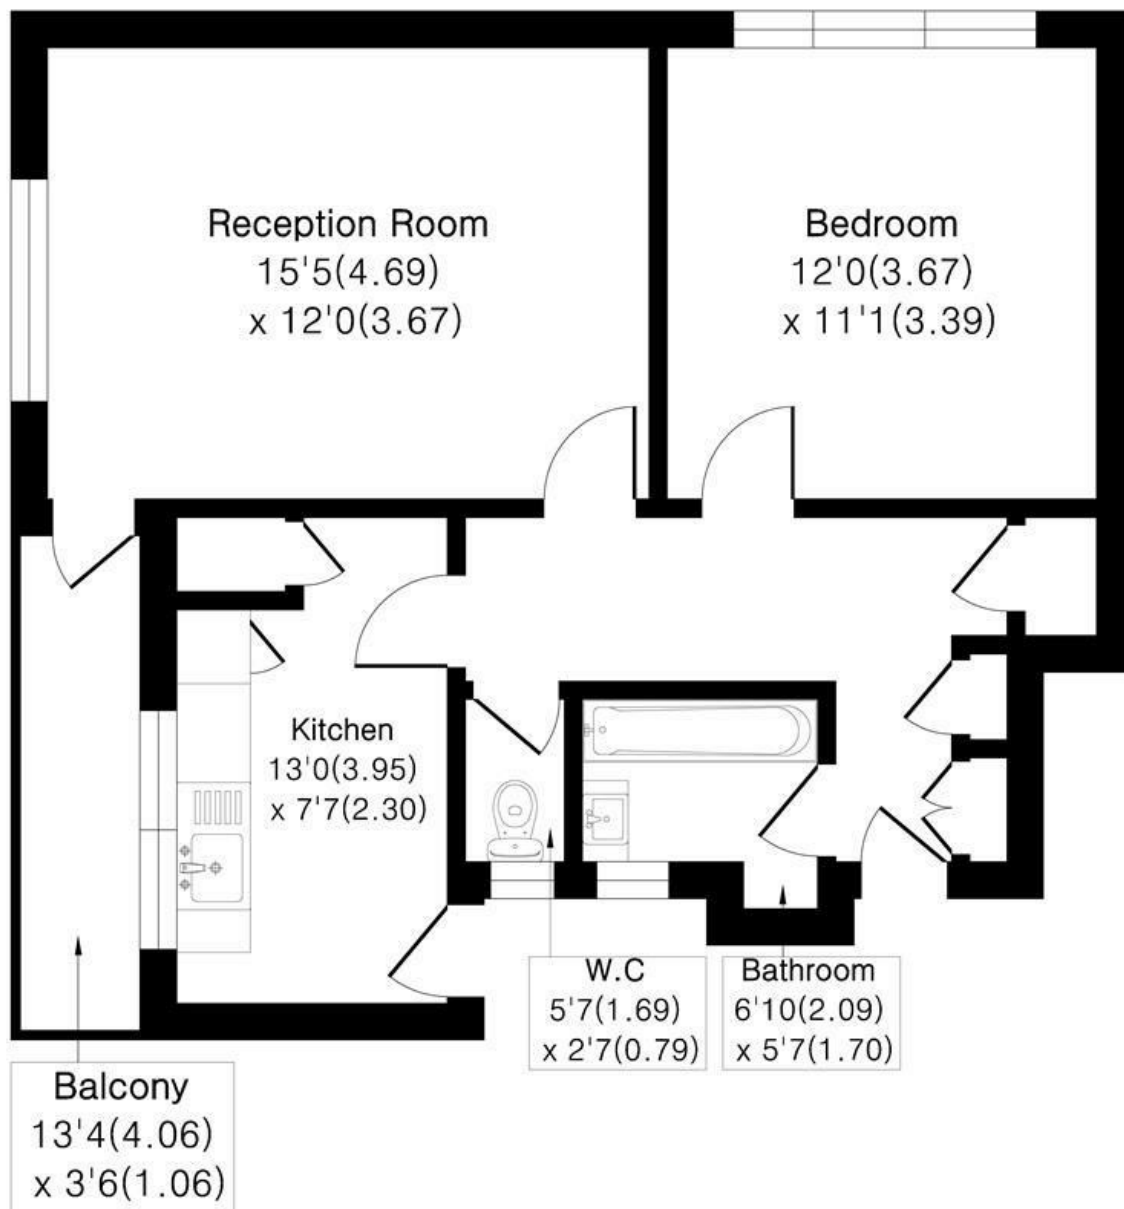 Reception Room
15'5(4.69)
x 12'0(3.67)
Bedroom
12'0(3.67)
x 11'1(3.39)
Kitchen
13'0(3.95)
x 7'7(2.30)
W.C
5'7(1.69)
x 2'7(0.79)
Bathroom
6'10(2.09)
x 5'7(1.70)
Balcony
13'4(4.06)
x 3'6(1.06)